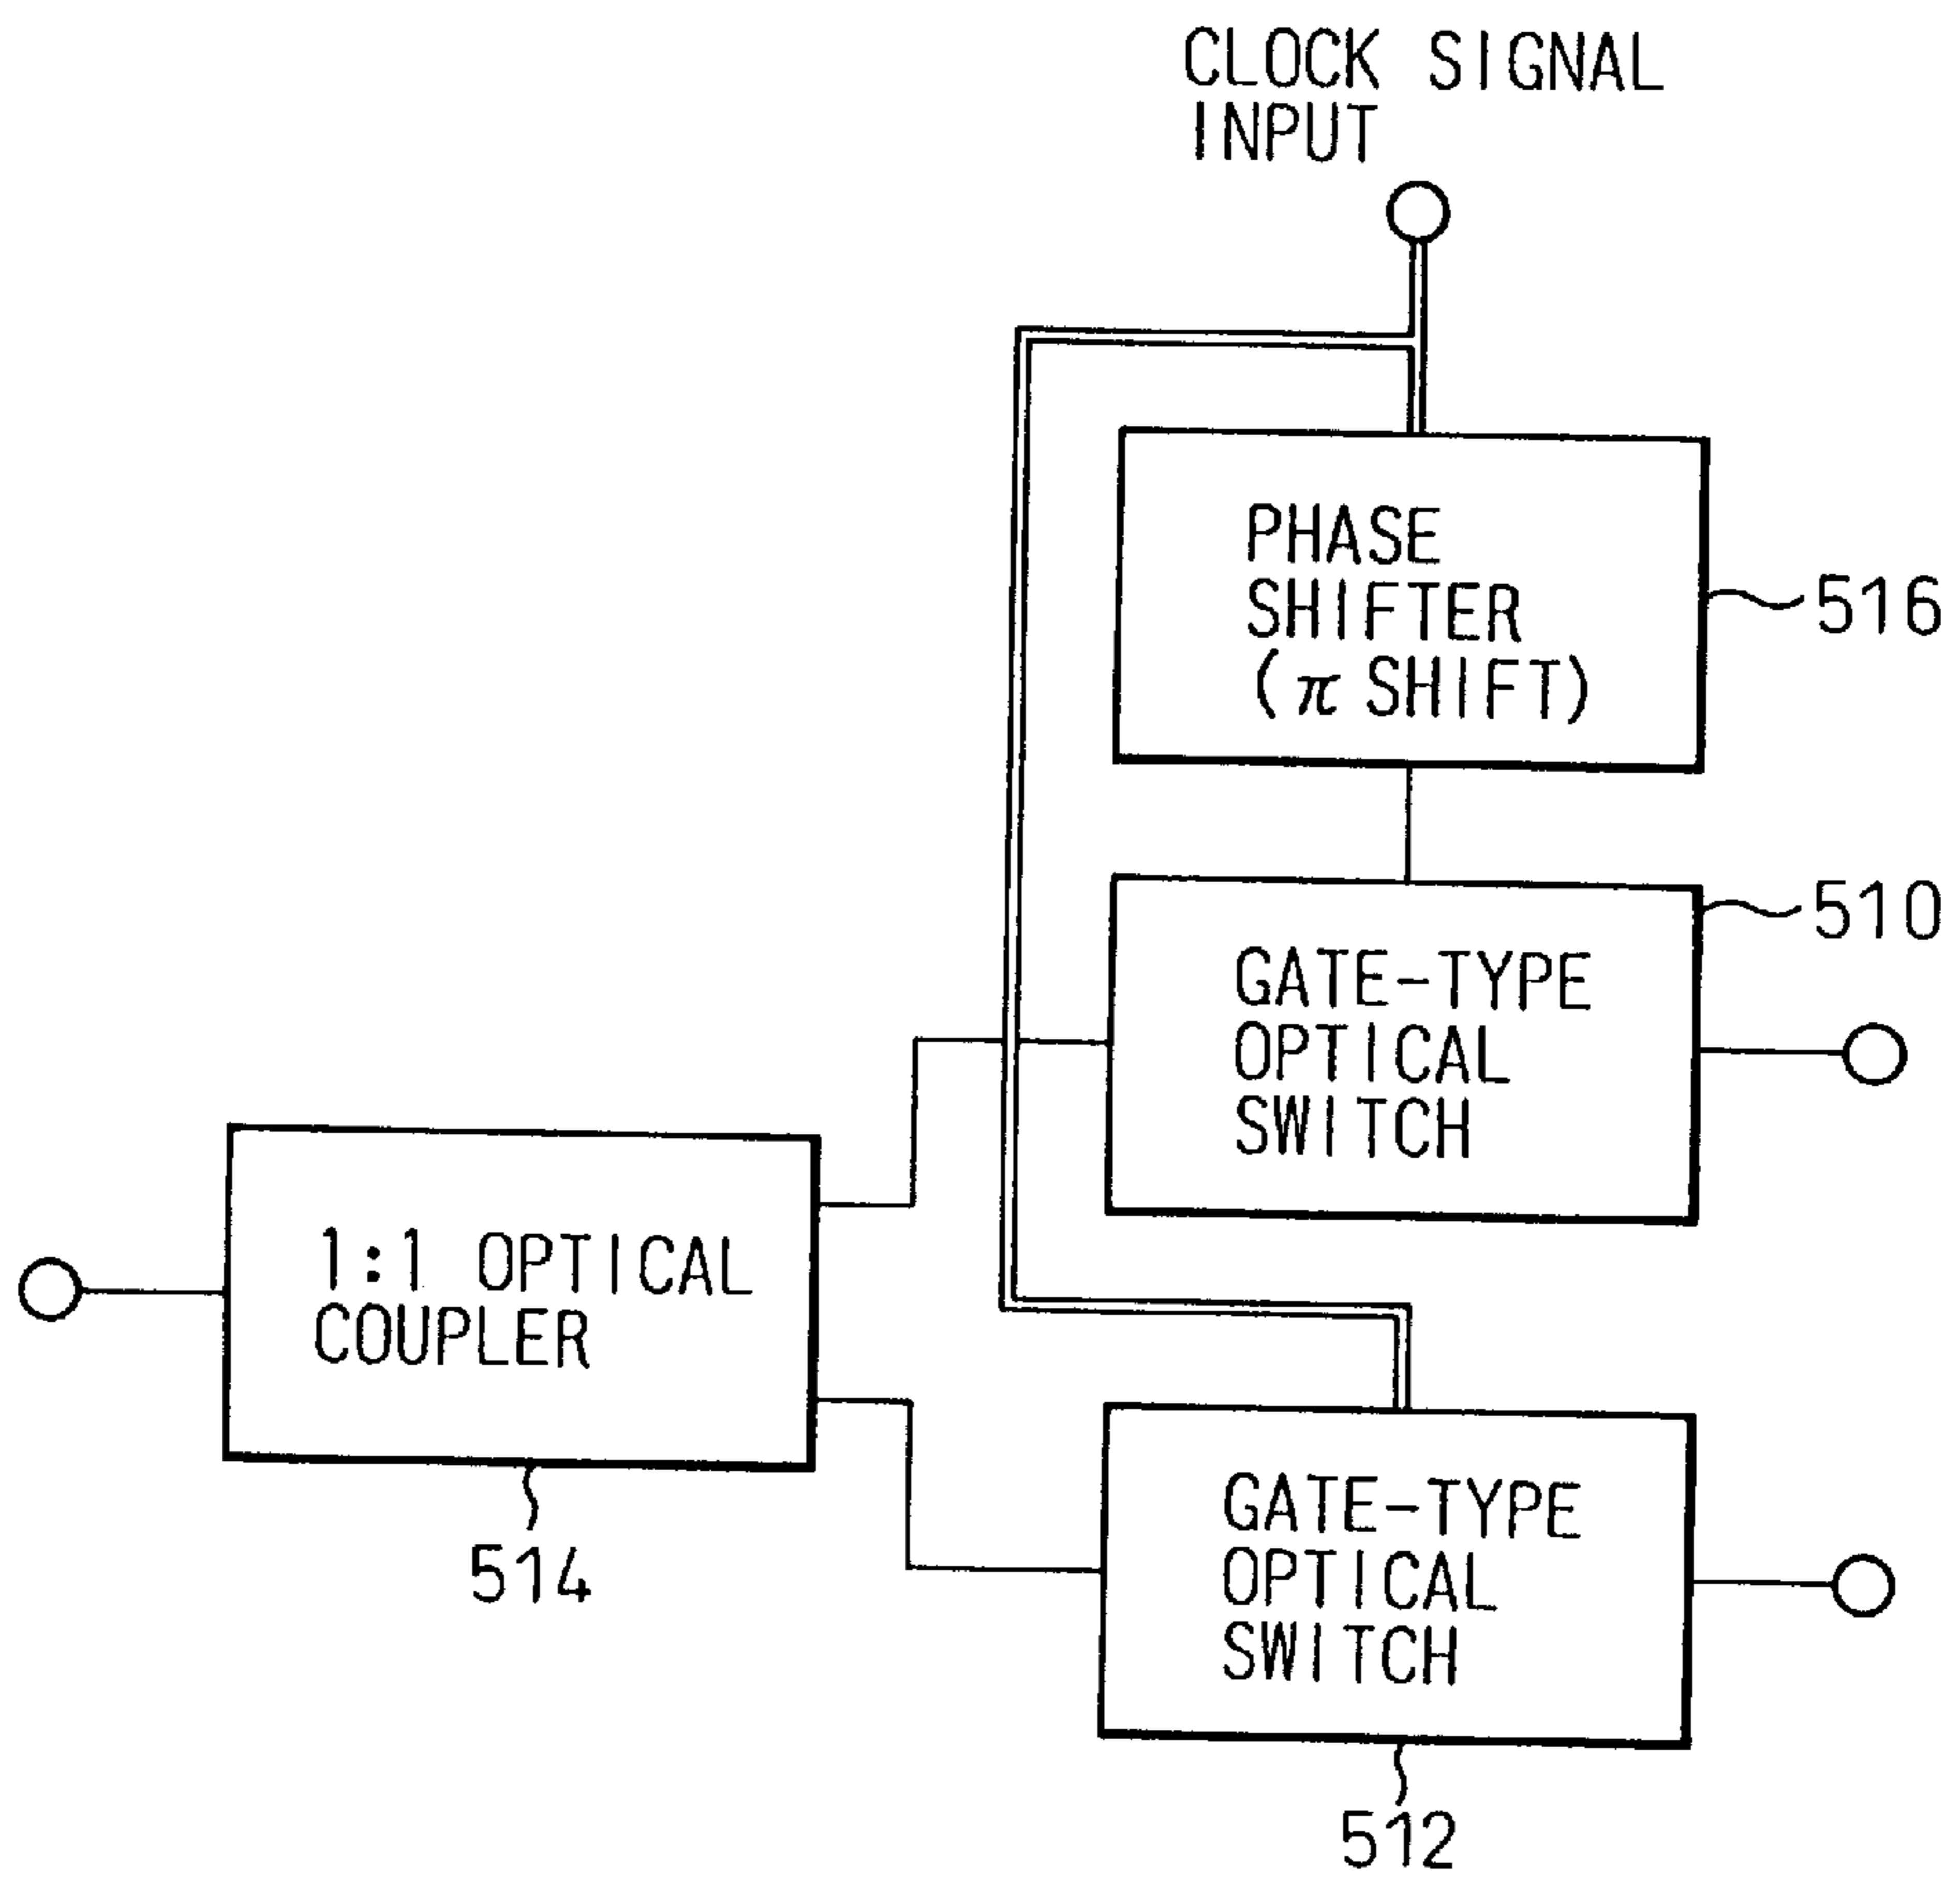 CLOCK SIGNAL
INPUT
PHASE
SHIFTER
(π SHIFT)
516
510
GATE-TYPE
OPTICAL
SWITCH
1:1 OPTICAL
COUPLER
514
GATE-TYPE
OPTICAL
SWITCH
512